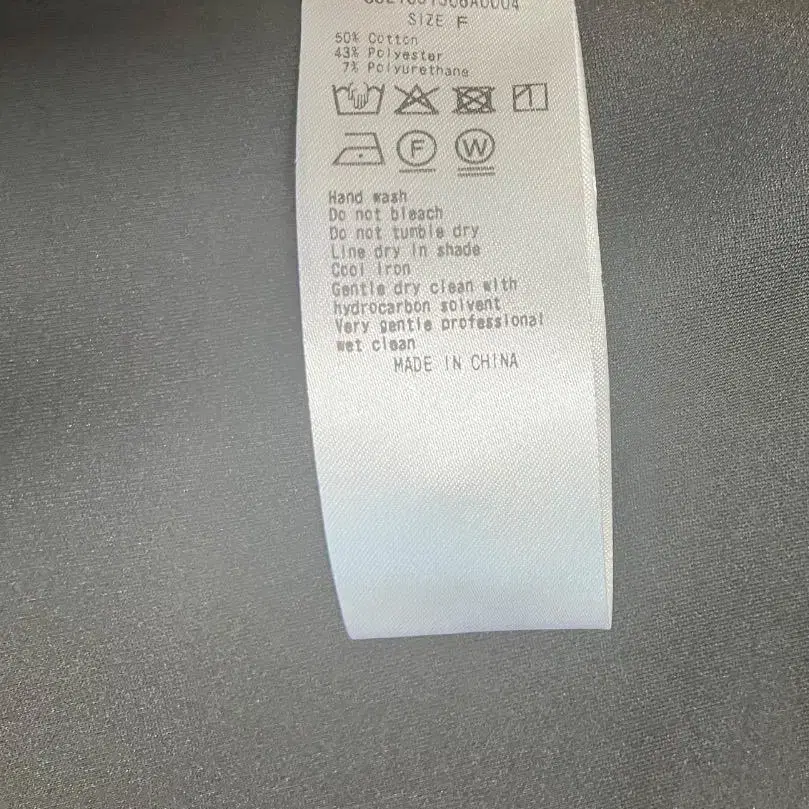 SIZE F
50% Cotton
43% Polyester
7% Polyurethane
F W
Hand wash
Do not bleach
Do not tumble dry
Line dry in shade
Cool iron
Gentle dry clean with
hydrocarbon solvent
Very gentle professional
wet clean
MADE IN CHINA